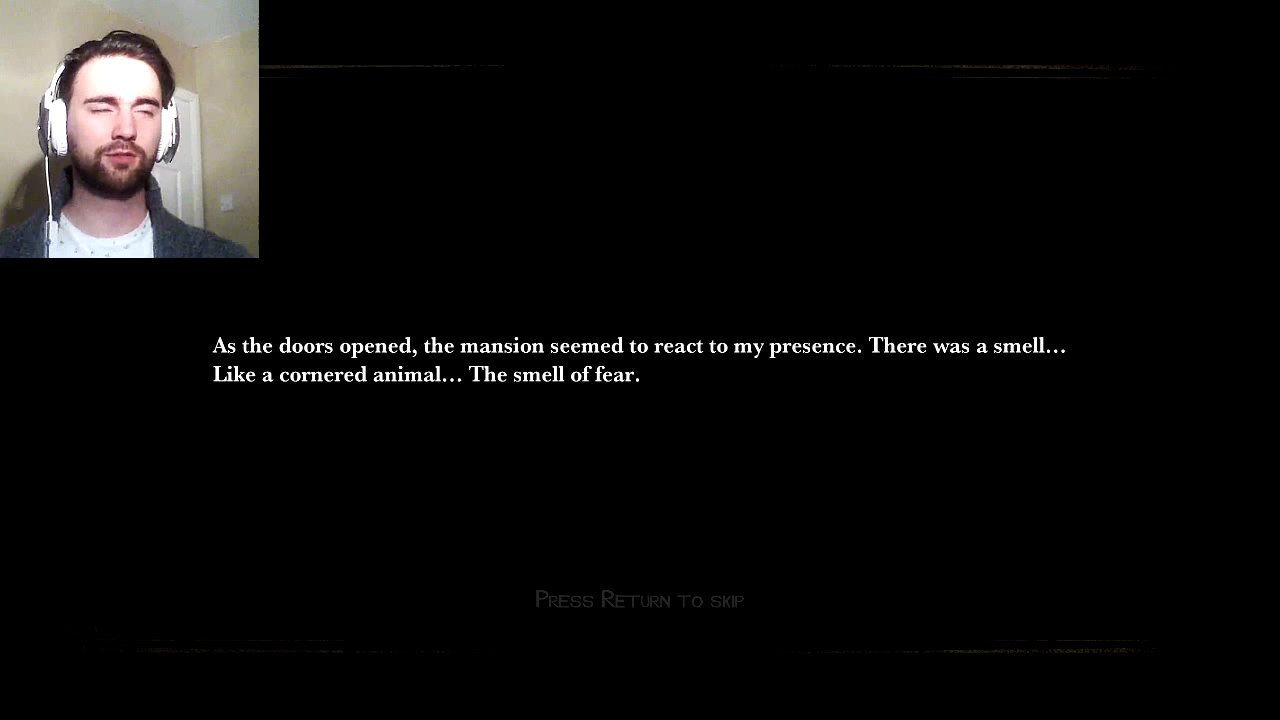 As the doors opened, the mansion seemed to react to my presence. There was a smell...
Like a cornered animal... The smell of fear.
Press Return to skip